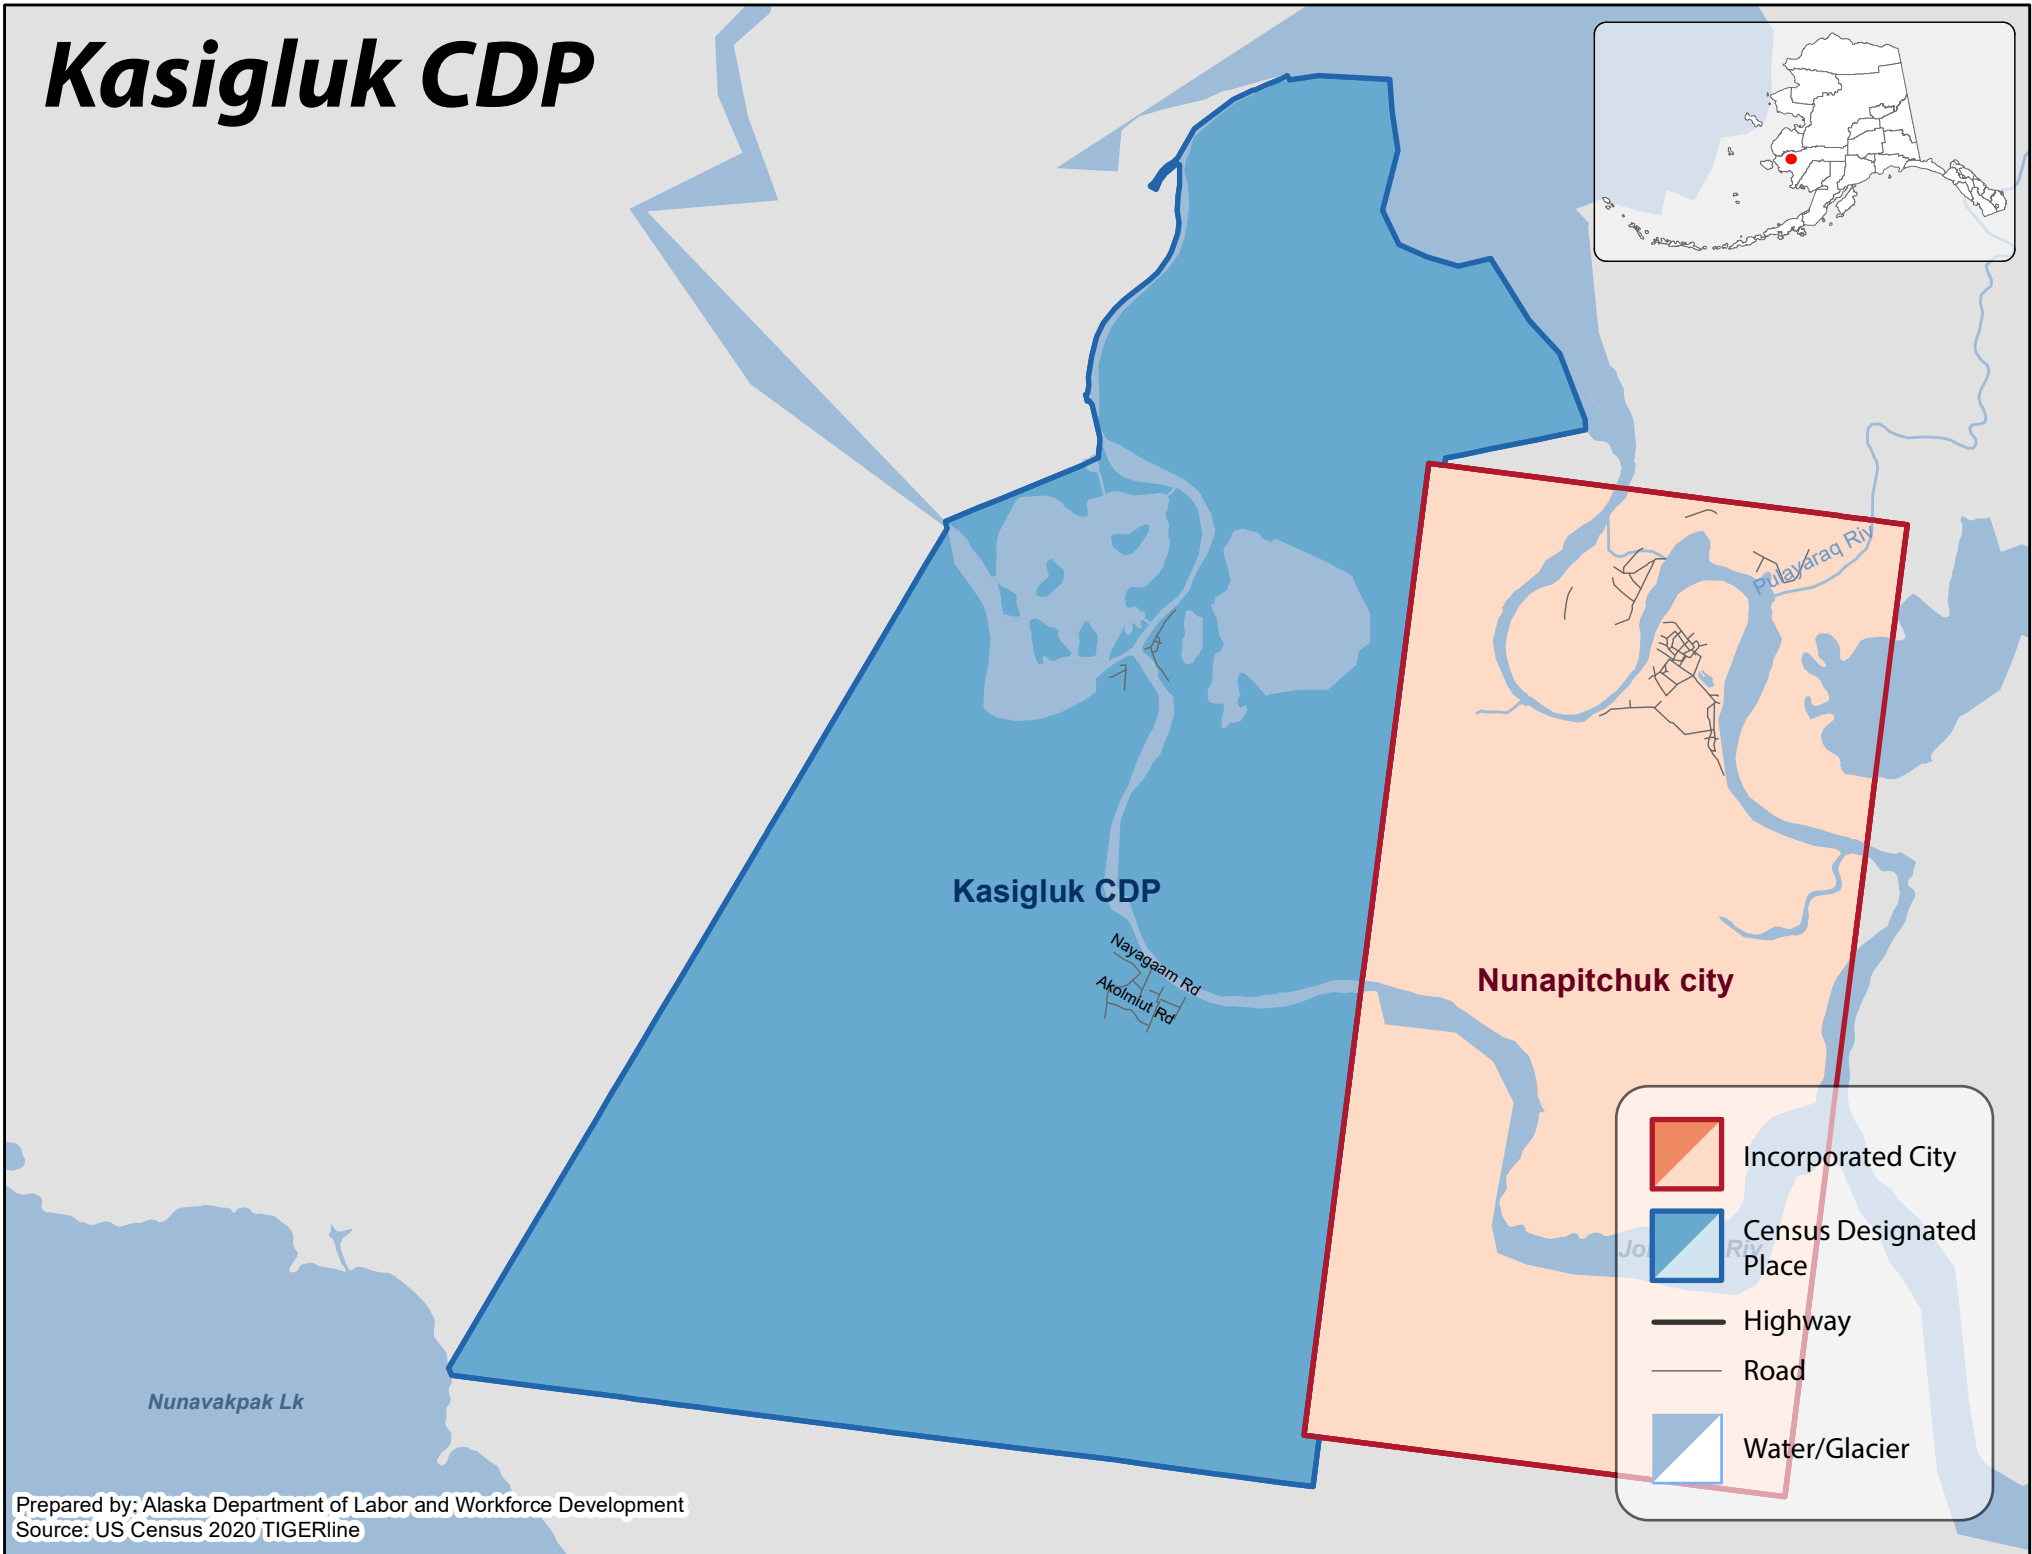 Kasigluk CDP
Pulayaraq Riv
Kasigluk CDP
Nayagaam Rd
Akolmiut Rd
Nunapitchuk city
Incorporated City
Census Designated
Place
Riv
Highway
Road
Water/Glacier
Nunavakpak Lk
Prepared by: Alaska Department of Labor and Workforce Development
Source: US Census 2020 TIGERline